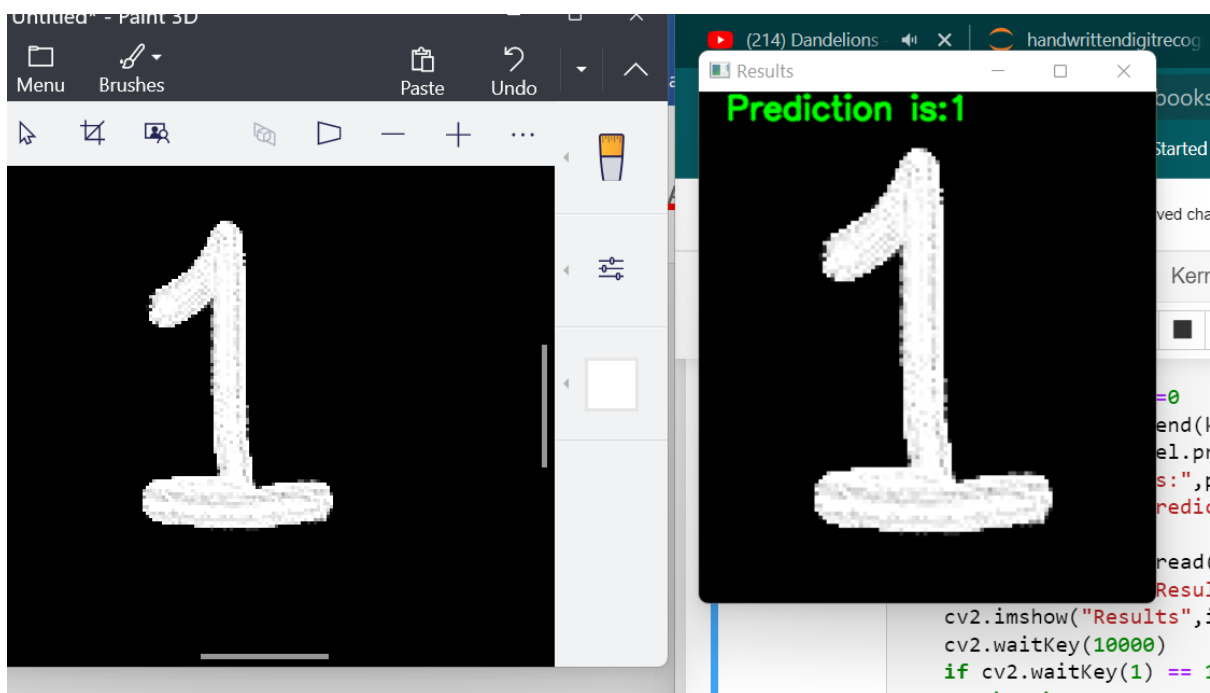 Untitled* - Paint 3D
Menu
Brushes
Paste
Undo
1
(214) Dandelions -
handwrittendigitrecog
Results
Prediction is:1
1
books
Started
ved cha
Kern
=0
end(k
el.pr
s:",p
redic
read(
Resul
cv2.imshow("Results",i
cv2.waitKey(10000)
if cv2.waitKey(1) == 1